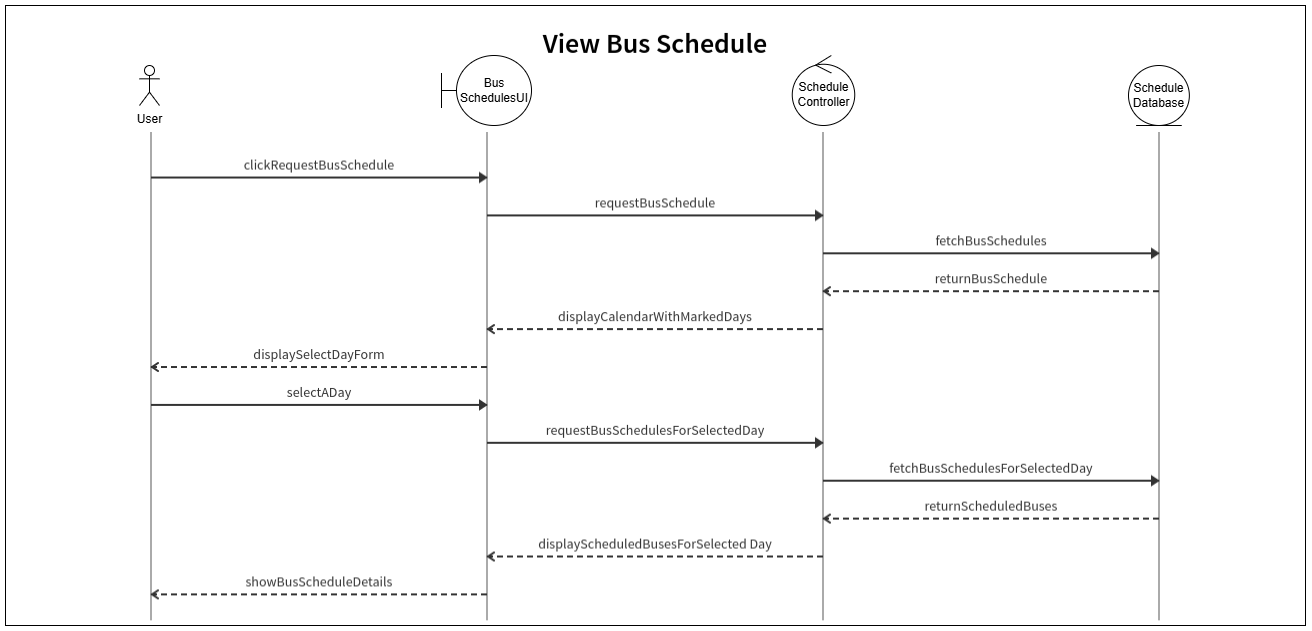 View Bus Schedule
User
Bus
SchedulesUI
Schedule
Controller
Schedule
Database
clickRequestBusSchedule
requestBusSchedule
fetchBusSchedules
returnBusSchedule
displayCalendarWithMarkedDays
displaySelectDayForm
selectADay
requestBusSchedulesForSelectedDay
fetchBusSchedulesForSelectedDay
returnScheduledBuses
displayScheduledBusesForSelected Day
showBusScheduleDetails